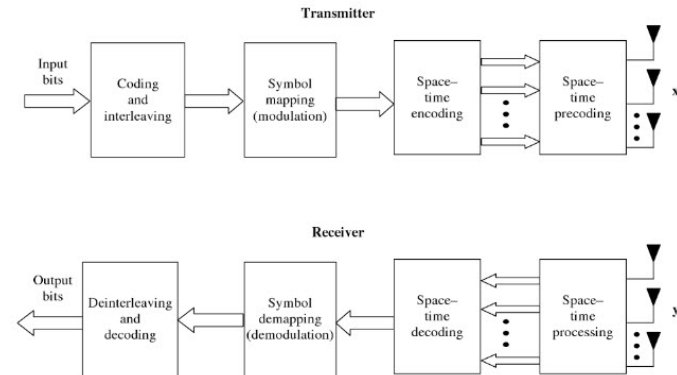 Transmitter
Input
bits
Coding
and
interleaving
Symbol
mapping
(modulation)
Space–
time
encoding
Space–
time
precoding
x
Receiver
Output
bits
Deinterleaving
and
decoding
Symbol
demapping
(demodulation)
Space–
time
decoding
Space–
time
processing
y